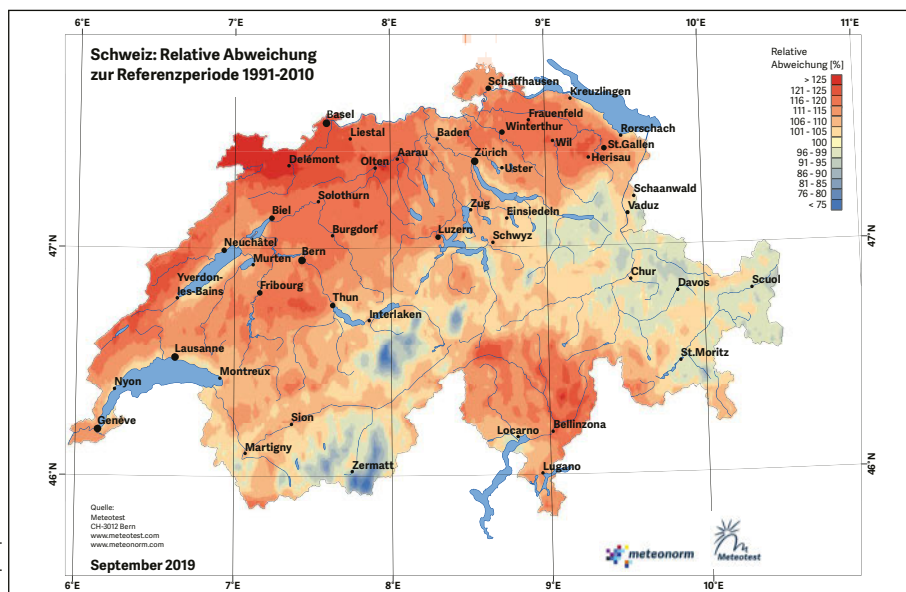 6°E
7°E
8°E
9°E
10°E
11°E
Schweiz: Relative Abweichung
zur Referenzperiode 1991-2010
Relative
Abweichung [%]
> 125
121 - 125
116 - 120
111 - 115
106 - 110
101 - 105
100
96 - 99
91 - 95
86 - 90
81 - 85
76 - 80
< 75
Schaffhausen
Kreuzlingen
Basel
Frauenfeld
Liestal
Baden
Winterthur
Rorschach
Wil
St.Gallen
Zürich
Aarau
Olten
Herisau
Delémont
Uster
Schaanwald
Solothurn
Zug
Einsiedeln
Vaduz
Biel
Burgdorf
Luzern
Schwyz
47°N
47°N
Neuchâtel
Bern
Murten
Chur
Yverdon-
les-Bains
Fribourg
Davos
Scuol
Thun
Interlaken
Lausanne
St.Moritz
Montreux
Nyon
Genève
Sion
Locarno
Bellinzona
Martigny
Zermatt
Lugano
46°N
46°N
Quelle:
Meteotest
CH-3012 Bern
www.meteotest.com
www.meteonorm.com
meteonorm
Meteotest
September 2019
6°E
7°E
8°E
9°E
10°E